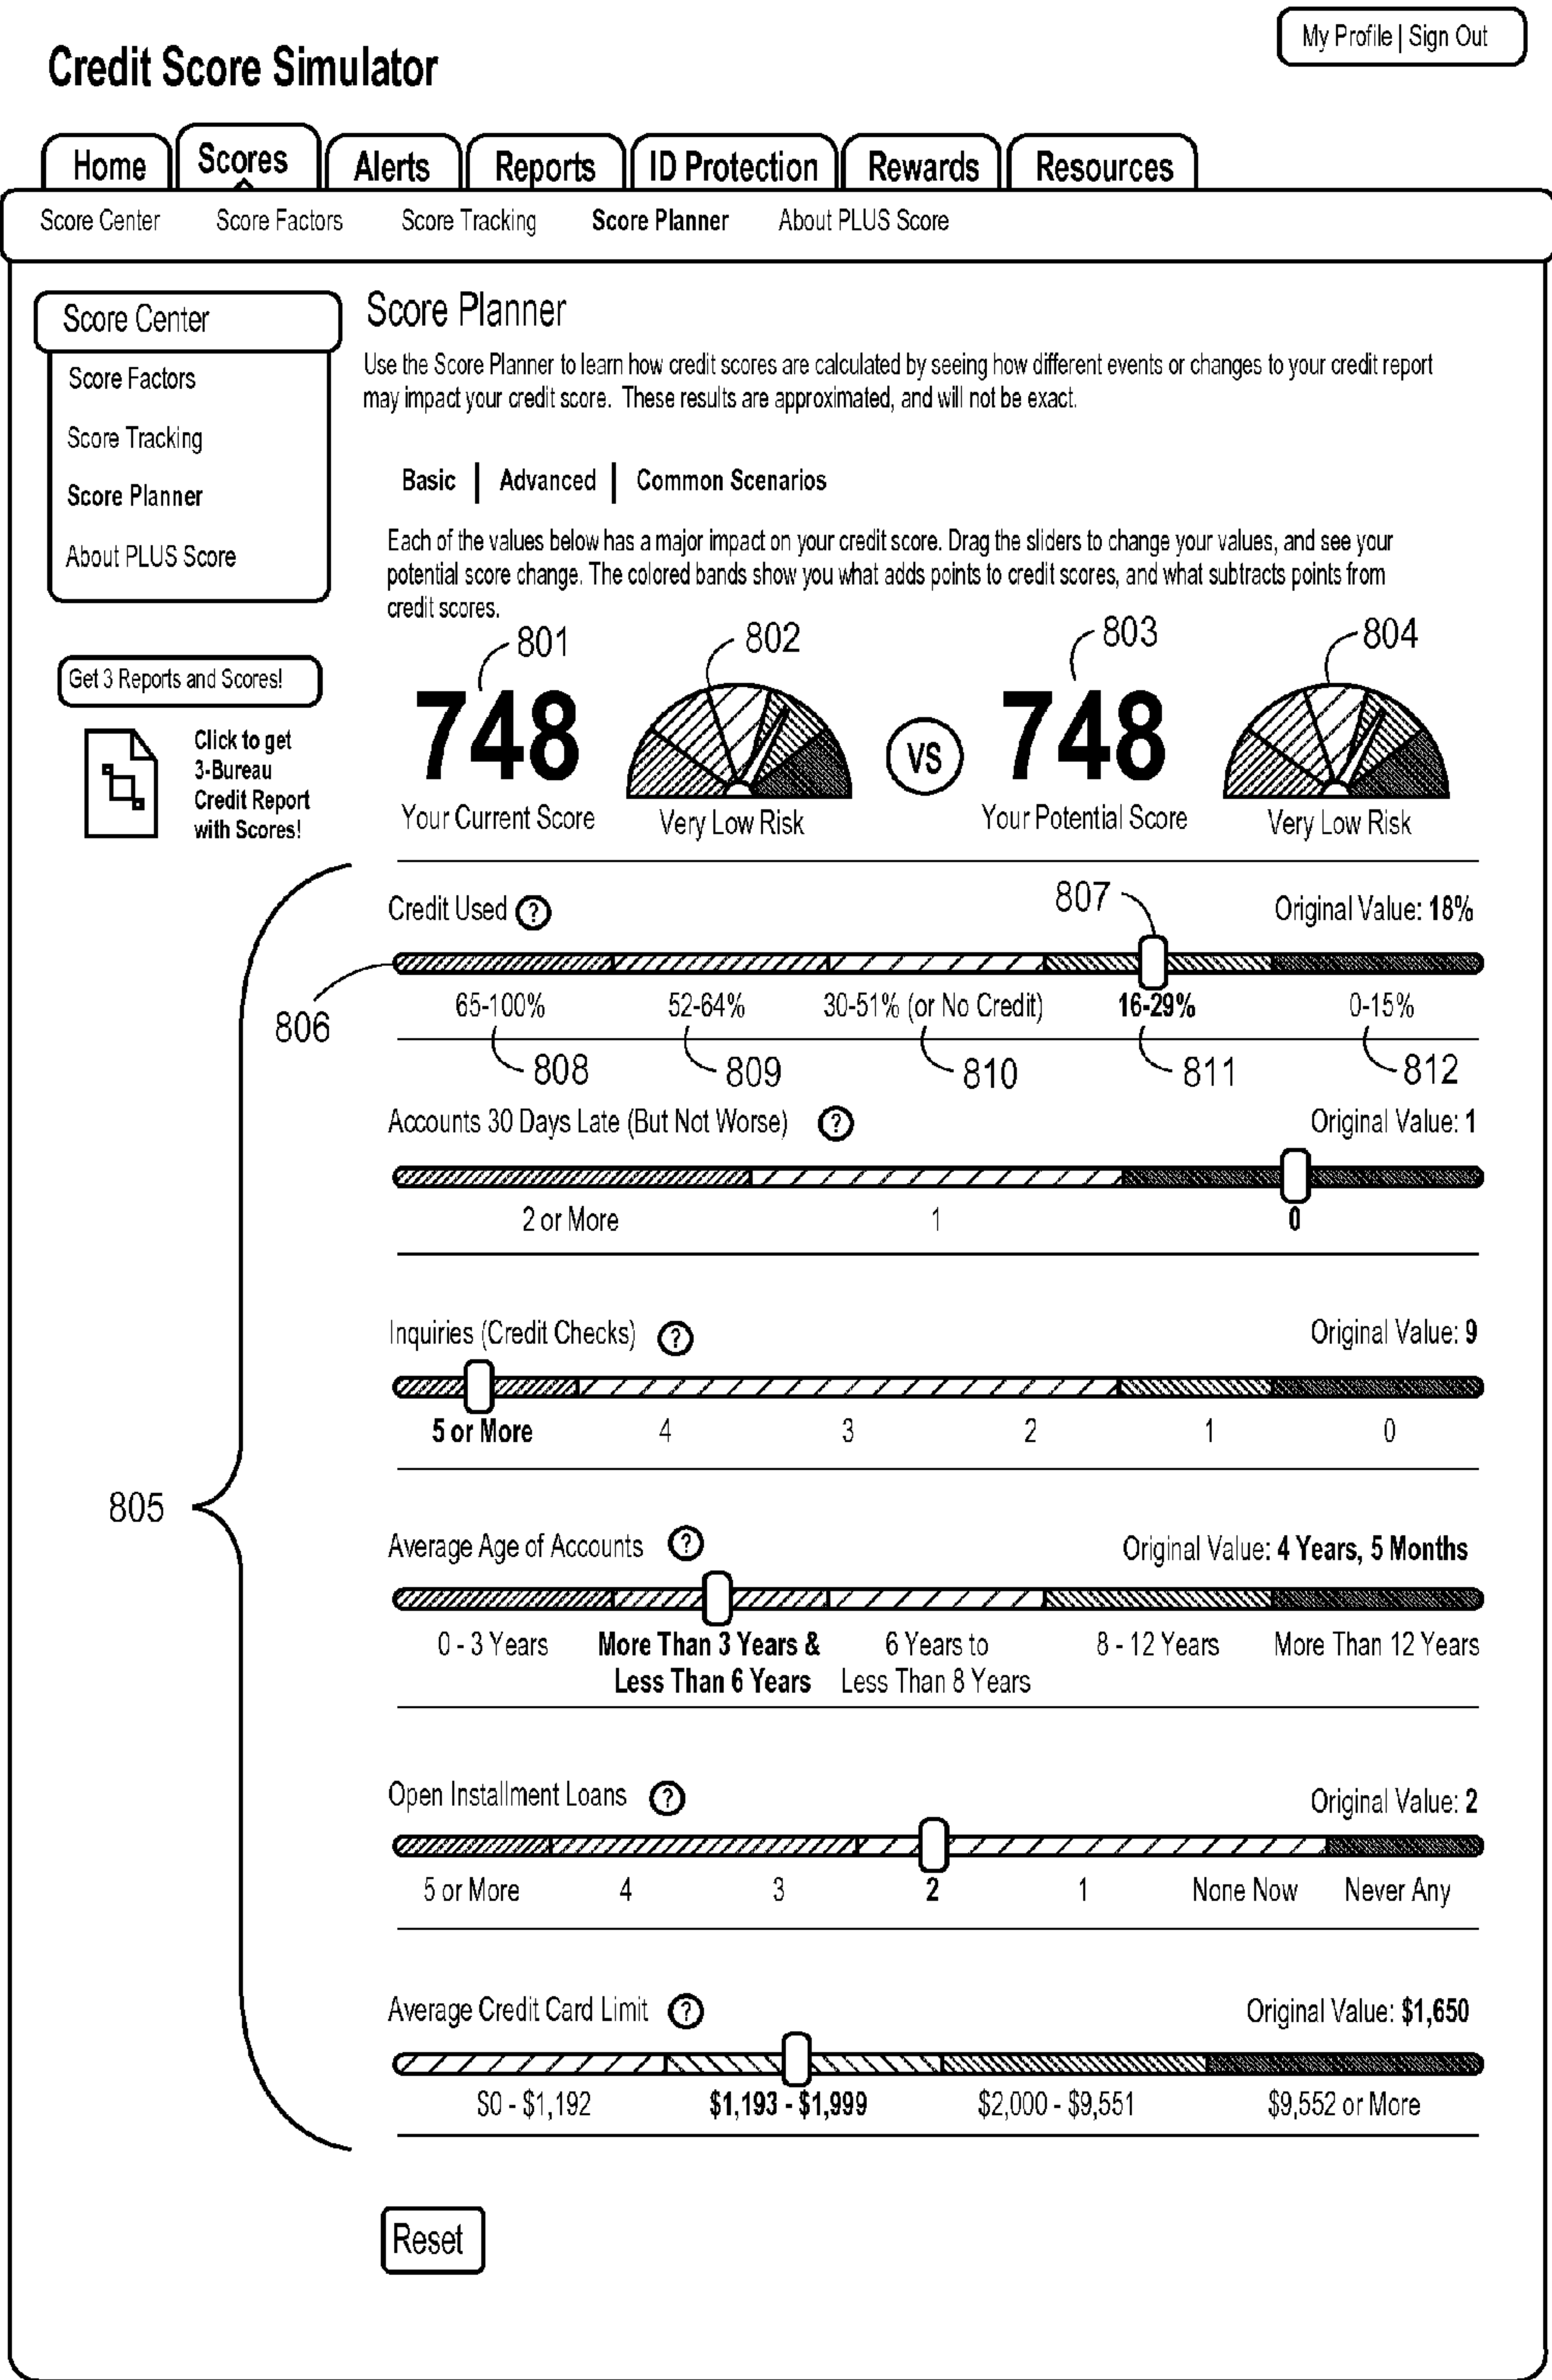 My Profile | Sign Out
Credit Score Simulator
Home
Scores
Alerts
Reports
ID Protection
Rewards
Resources
Score Center
Score Factors
Score Tracking
Score Planner
About PLUS Score
Score Center
Score Factors
Score Tracking
Score Planner
About PLUS Score
Get 3 Reports and Scores!
Click to get
3-Bureau
Credit Report
with Scores!
Score Planner
Use the Score Planner to learn how credit scores are calculated by seeing how different events or changes to your credit report
may impact your credit score. These results are approximated, and will not be exact.
Basic | Advanced | Common Scenarios
Each of the values below has a major impact on your credit score. Drag the sliders to change your values, and see your
potential score change. The colored bands show you what adds points to credit scores, and what subtracts points from
credit scores.
801
802
803
804
748
VS
748
Your Current Score
Very Low Risk
Your Potential Score
Very Low Risk
805
Credit Used ?
807
Original Value: 18%
806
65-100%
52-64%
30-51% (or No Credit)
16-29%
0-15%
808
809
810
811
812
Accounts 30 Days Late (But Not Worse) ?
Original Value: 1
2 or More
1
0
Inquiries (Credit Checks) ?
Original Value: 9
5 or More
4
3
2
1
0
Average Age of Accounts ?
Original Value: 4 Years, 5 Months
0 - 3 Years
More Than 3 Years &
Less Than 6 Years
6 Years to
Less Than 8 Years
8 - 12 Years
More Than 12 Years
Open Installment Loans ?
Original Value: 2
5 or More
4
3
2
1
None Now
Never Any
Average Credit Card Limit ?
Original Value: $1,650
$0 - $1,192
$1,193 - $1,999
$2,000 - $9,551
$9,552 or More
Reset